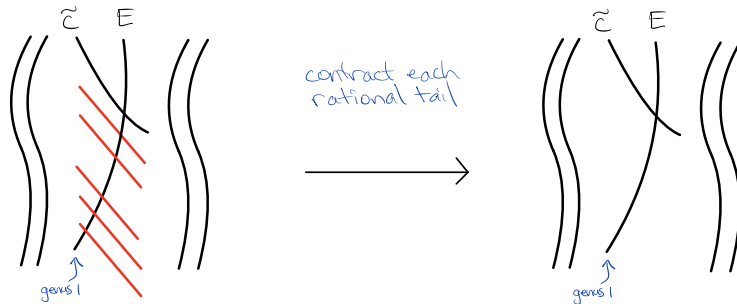 C̃ E
contract each
rational tail
genus 1
C̃ E
genus 1